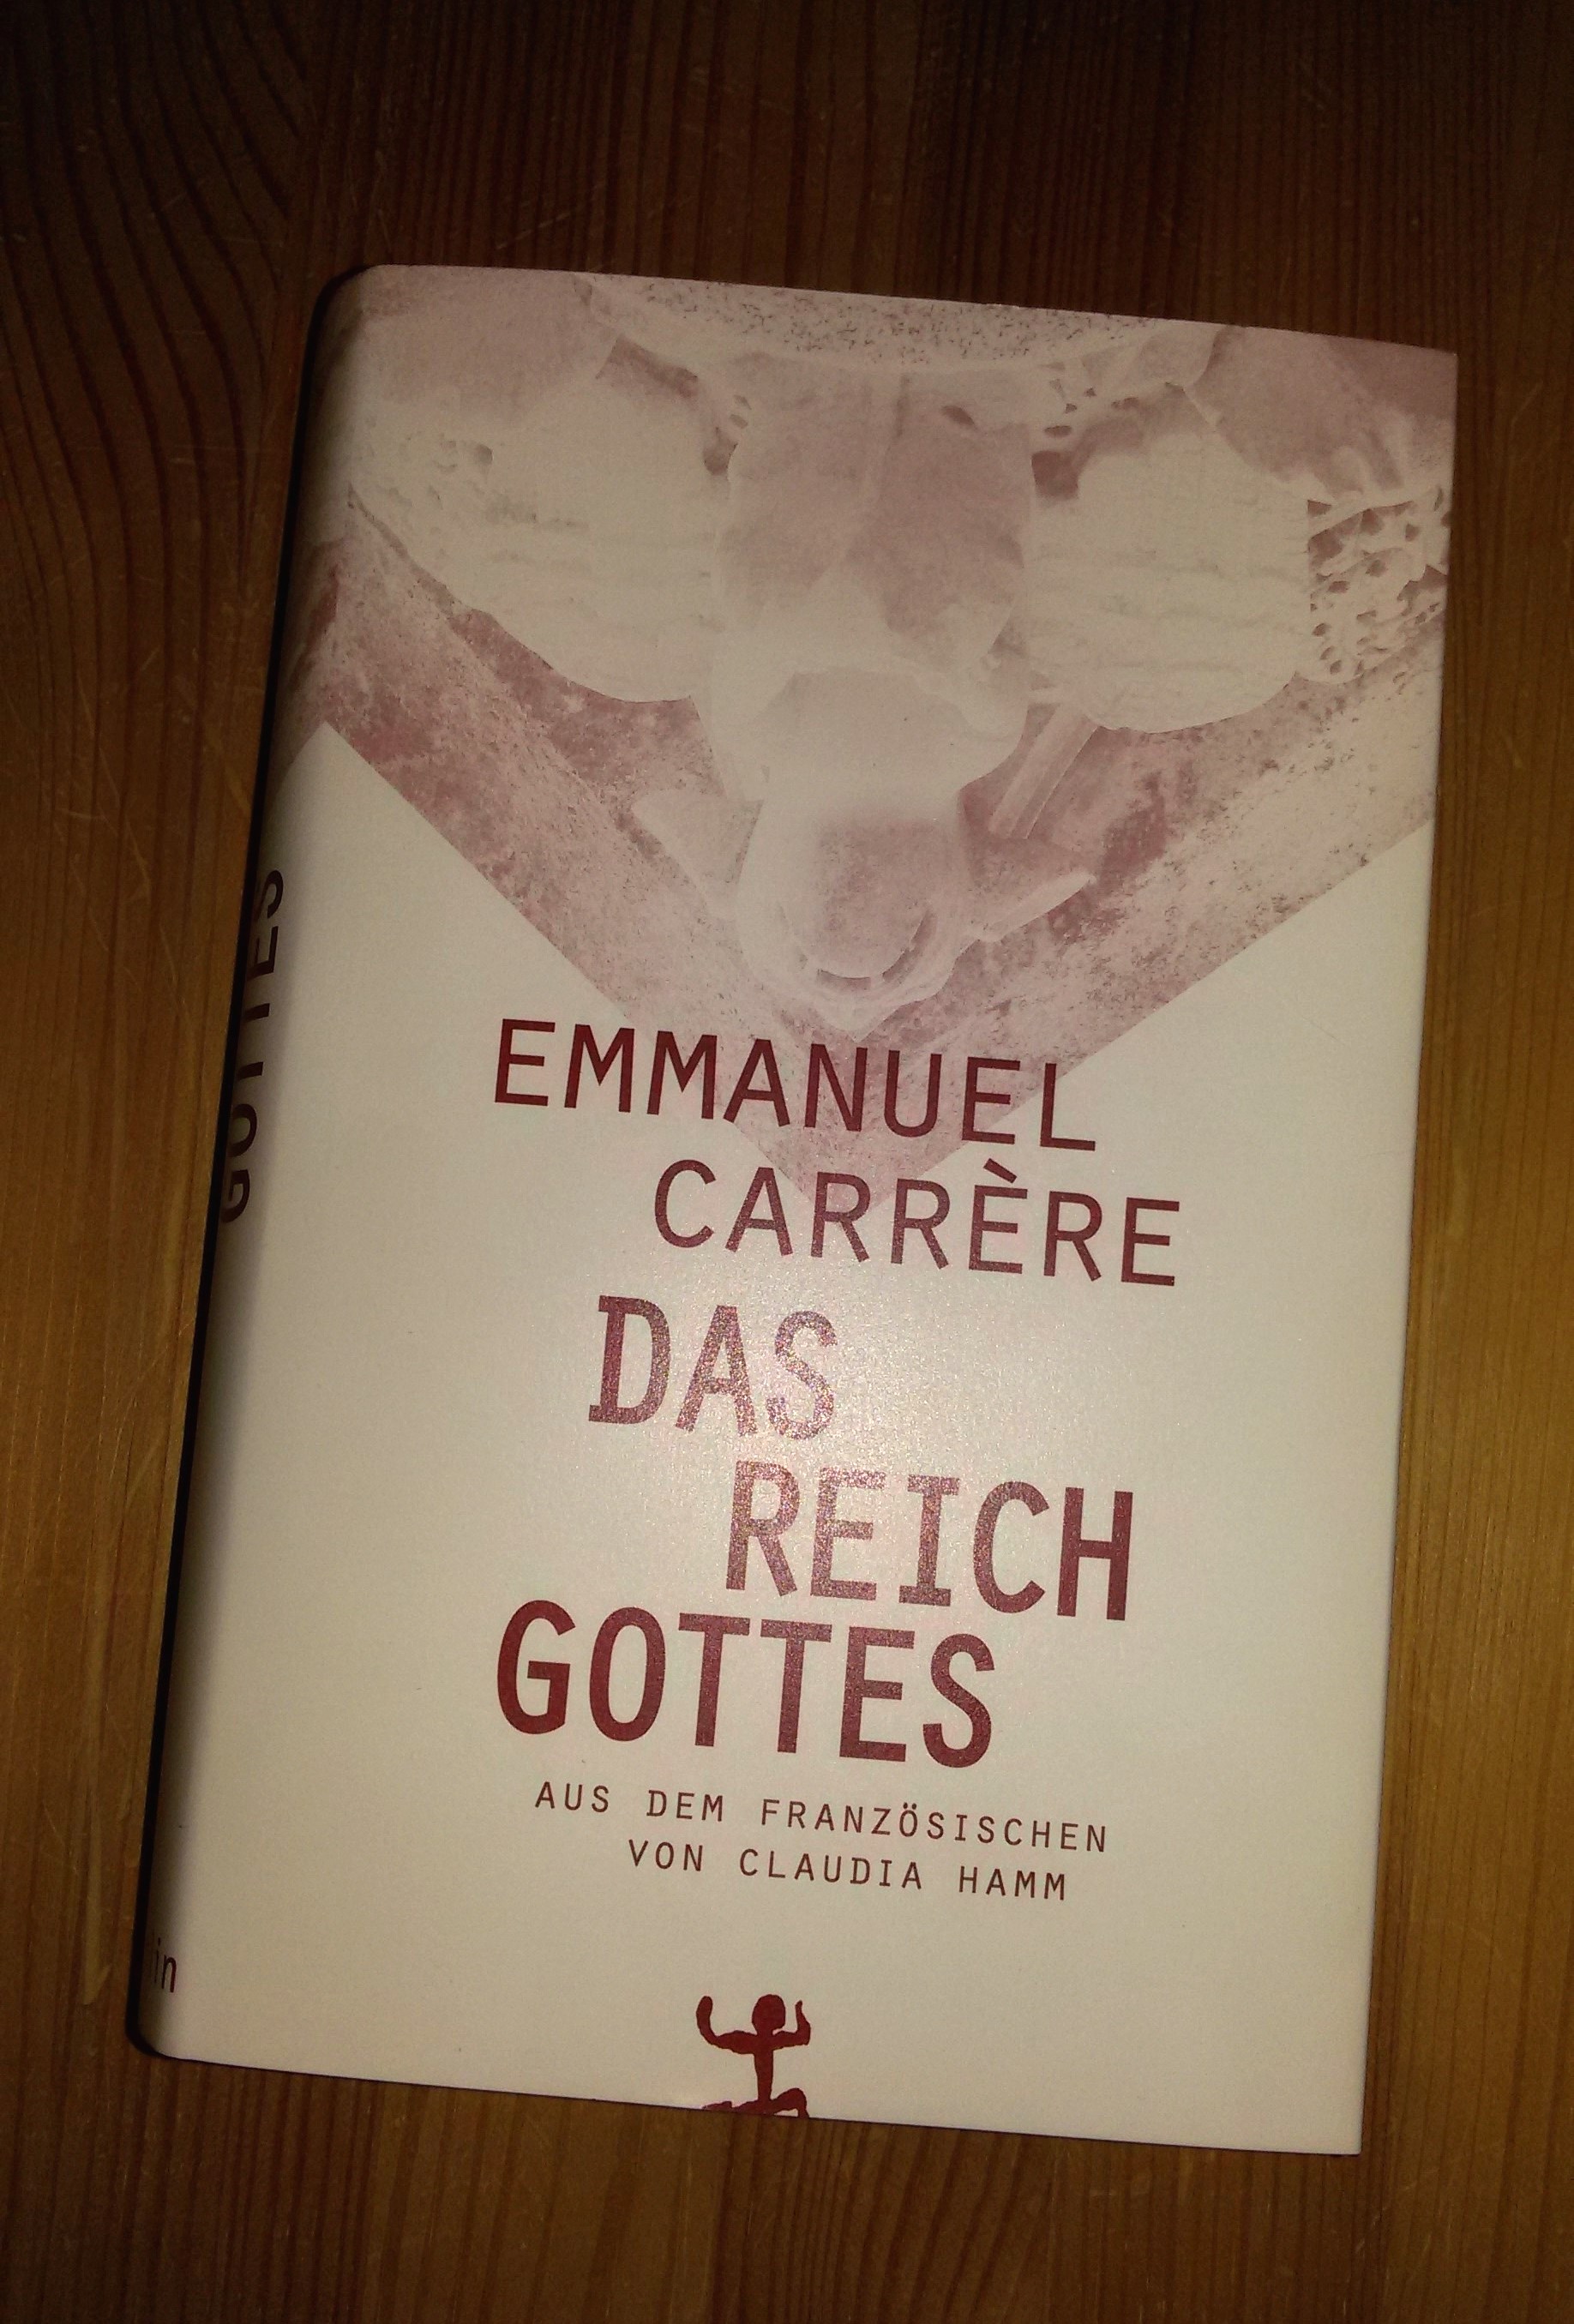 EMMANUEL
CARRÈRE
DAS
REICH
GOTTES
AUS DEM FRANZÖSISCHEN
VON CLAUDIA HAMM
GOTTES